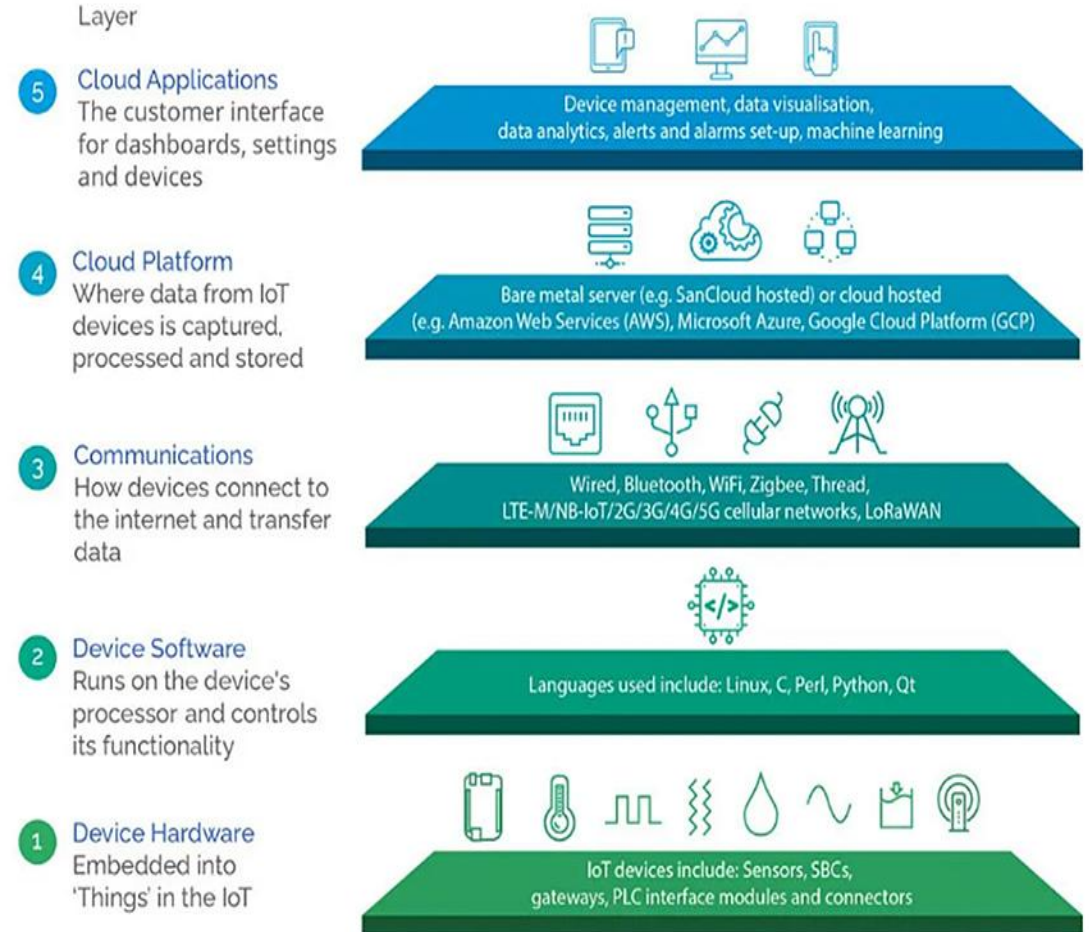 Layer
5
Cloud Applications
The customer interface
for dashboards, settings
and devices
Device management, data visualisation,
data analytics, alerts and alarms set-up, machine learning
4
Cloud Platform
Where data from IoT
devices is captured,
processed and stored
Bare metal server (e.g. SanCloud hosted) or cloud hosted
(e.g. Amazon Web Services (AWS), Microsoft Azure, Google Cloud Platform (GCP)
3
Communications
How devices connect to
the internet and transfer
data
Wired, Bluetooth, WiFi, Zigbee, Thread,
LTE-M/NB-IoT/2G/3G/4G/5G cellular networks, LoRaWAN
</>
2
Device Software
Runs on the device's
processor and controls
its functionality
Languages used include: Linux, C, Perl, Python, Qt
1
Device Hardware
Embedded into
'Things' in the IoT
IoT devices include: Sensors, SBCs,
gateways, PLC interface modules and connectors